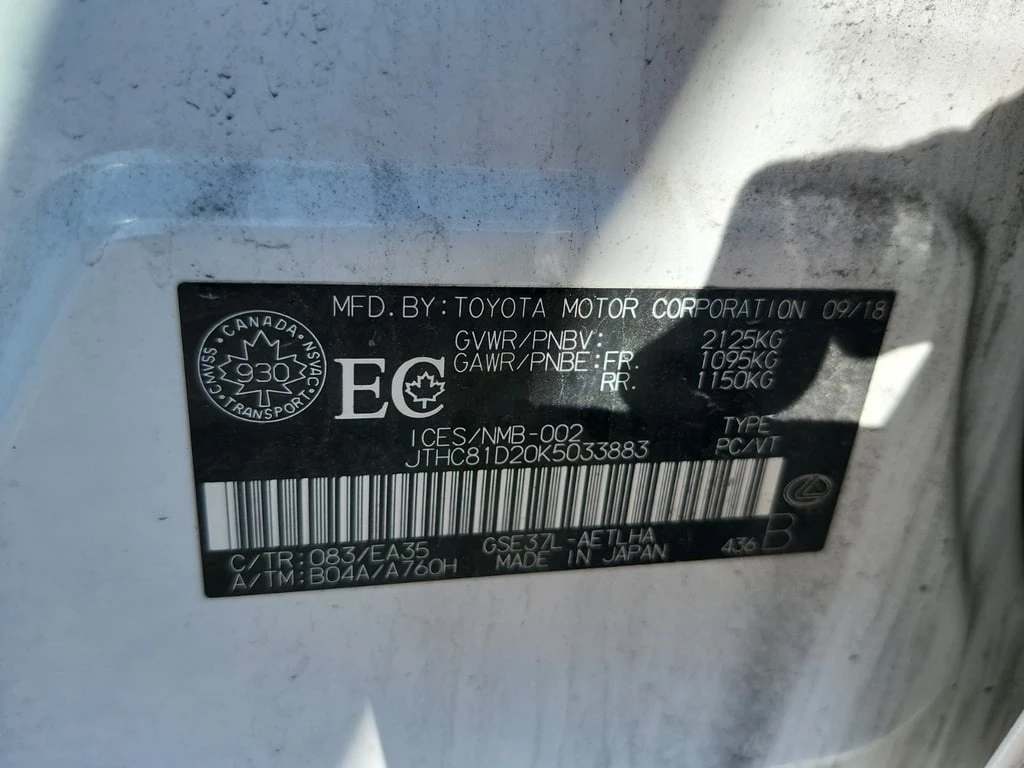 MFD. BY: TOYOTA MOTOR CORPORATION 09/18
GVWR/PNBV: 2125KG
GAWR/PNBE: FR. 1095KG
RR. 1150KG
CANADA
CMVSS NSVAC
930
TRANSPORT
EC
ICES/NMB-002
JTHC81D20K5033883
TYPE
PC/VT
C/TR: 083/EA35
A/TM: B04A/A760H
GSE37L-AETLHA
MADE IN JAPAN
436 B